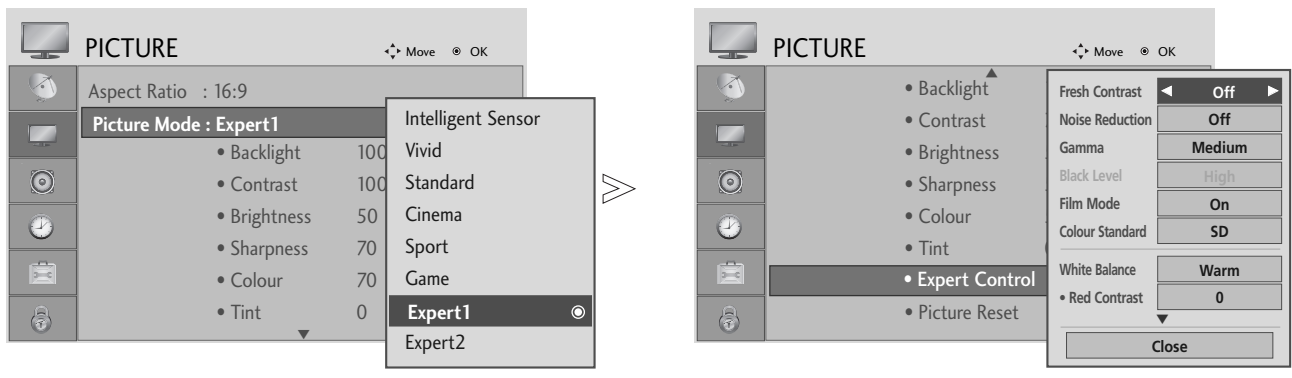 PICTURE
Move OK
Aspect Ratio : 16:9
Picture Mode : Expert1
• Backlight 100
• Contrast 100
• Brightness 50
• Sharpness 70
• Colour 70
• Tint 0
Intelligent Sensor
Vivid
Standard
Cinema
Sport
Game
Expert1
Expert2
PICTURE
Move OK
• Backlight
• Contrast
• Brightness
• Sharpness
• Colour
• Tint
• Expert Control
• Picture Reset
Fresh Contrast Off
Noise Reduction Off
Gamma Medium
Black Level High
Film Mode On
Colour Standard SD
White Balance Warm
• Red Contrast 0
Close